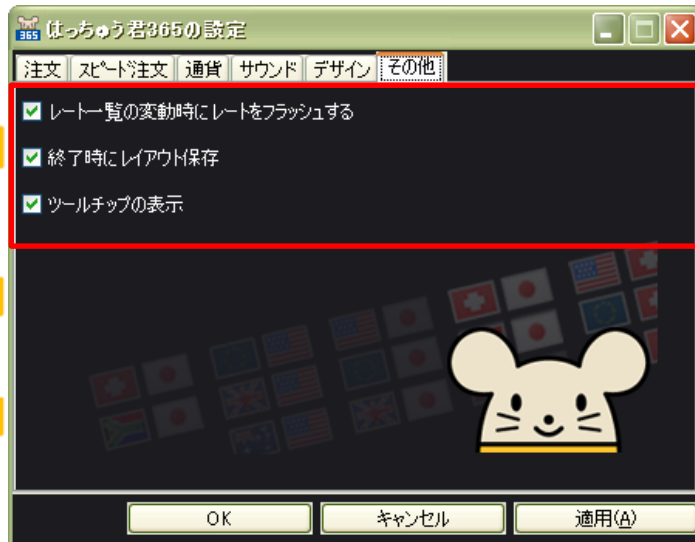 365 はっちゅう君365の設定
注文 スピード注文 通貨 サウンド デザイン その他
レート一覧の変動時にレートをフラッシュする
終了時にレイアウト保存
ツールチップの表示
OK キャンセル 適用(A)